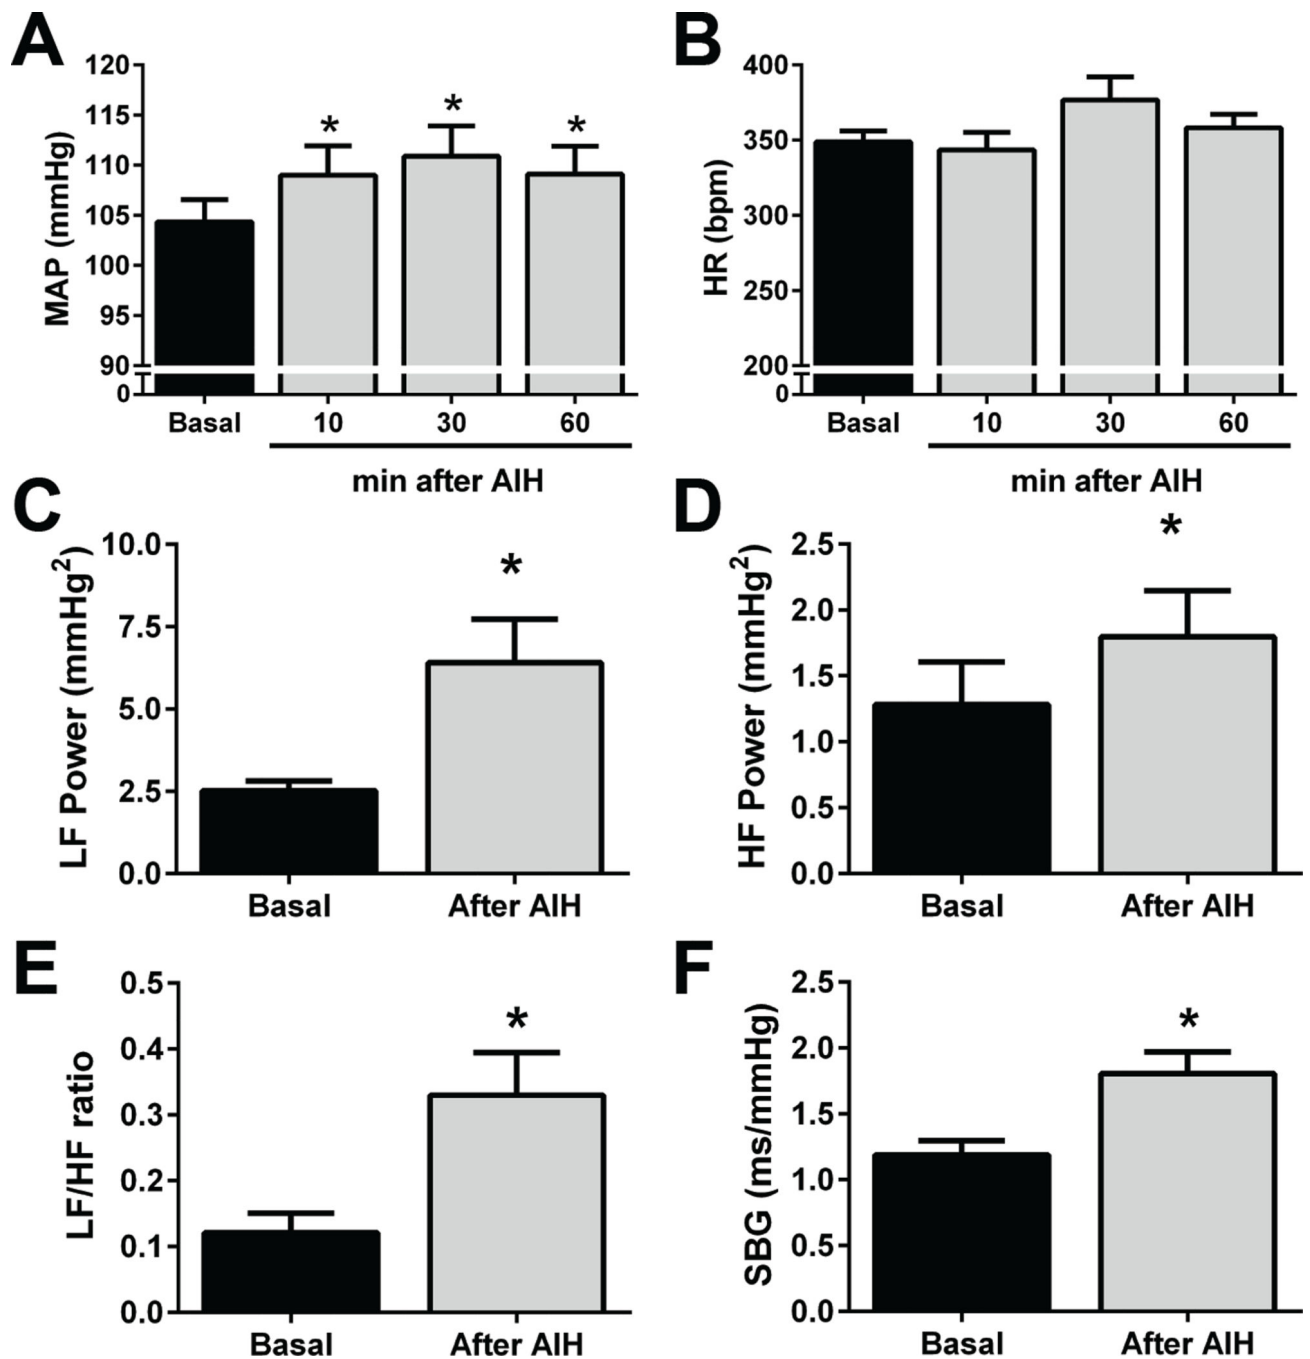 A
MAP (mmHg)
120
115
110
105
100
95
90
0
* * *
Basal 10 30 60
min after AIH
B
HR (bpm)
400
350
300
250
200
0
Basal 10 30 60
min after AIH
C
LF Power (mmHg²)
10.0
7.5
5.0
2.5
0.0
*
Basal After AIH
D
HF Power (mmHg²)
2.5
2.0
1.5
1.0
0.5
0.0
*
Basal After AIH
E
LF/HF ratio
0.5
0.4
0.3
0.2
0.1
0.0
*
Basal After AIH
F
SBG (ms/mmHg)
2.5
2.0
1.5
1.0
0.5
0.0
*
Basal After AIH